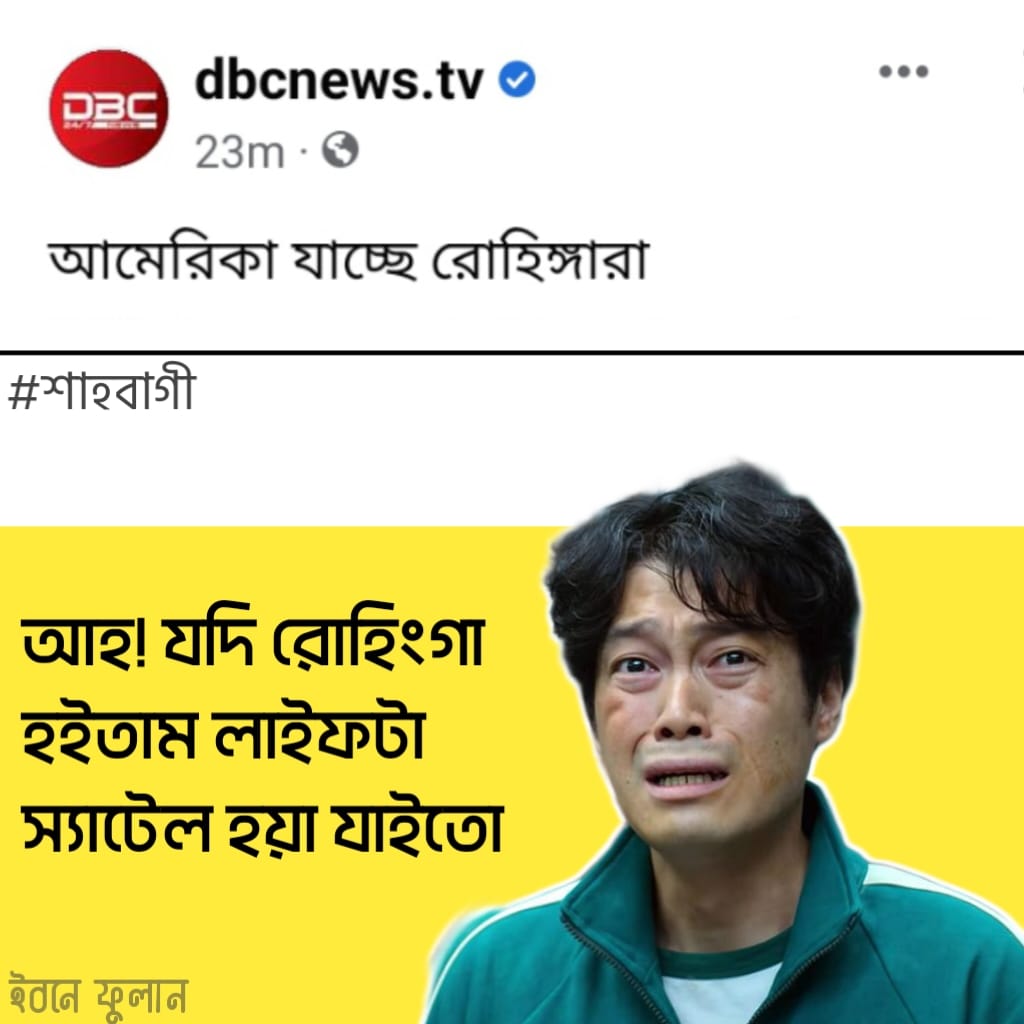 DBC
dbcnews.tv
23m ·
আমেরিকা যাচ্ছে রোহিঙ্গারা
#শাহবাগী
আহ! যদি রোহিংগা
হইতাম লাইফটা
স্যাটেল হয়া যাইতো
ইবনে ফুলান